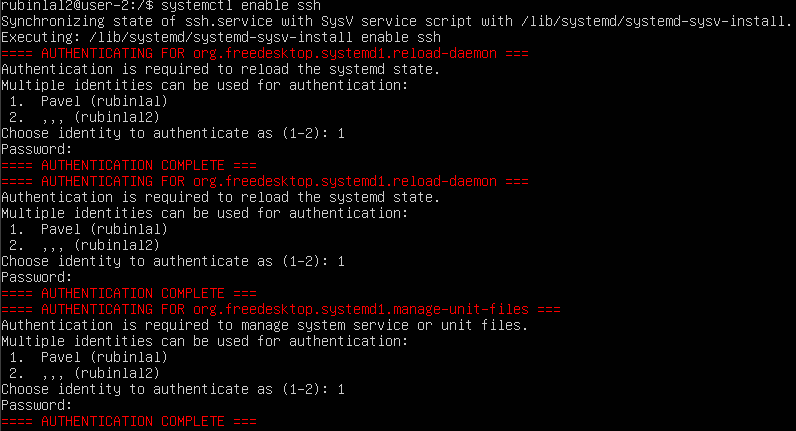 rubinlal2@user-2:/$ systemctl enable ssh
Synchronizing state of ssh.service with SysV service script with /lib/systemd/systemd-sysv-install.
Executing: /lib/systemd/systemd-sysv-install enable ssh
==== AUTHENTICATING FOR org.freedesktop.systemd1.reload-daemon ===
Authentication is required to reload the systemd state.
Multiple identities can be used for authentication:
 1.  Pavel (rubinlal)
 2.  ,,, (rubinlal2)
Choose identity to authenticate as (1-2): 1
Password:
==== AUTHENTICATION COMPLETE ===
==== AUTHENTICATING FOR org.freedesktop.systemd1.reload-daemon ===
Authentication is required to reload the systemd state.
Multiple identities can be used for authentication:
 1.  Pavel (rubinlal)
 2.  ,,, (rubinlal2)
Choose identity to authenticate as (1-2): 1
Password:
==== AUTHENTICATION COMPLETE ===
==== AUTHENTICATING FOR org.freedesktop.systemd1.manage-unit-files ===
Authentication is required to manage system service or unit files.
Multiple identities can be used for authentication:
 1.  Pavel (rubinlal)
 2.  ,,, (rubinlal2)
Choose identity to authenticate as (1-2): 1
Password:
==== AUTHENTICATION COMPLETE ===